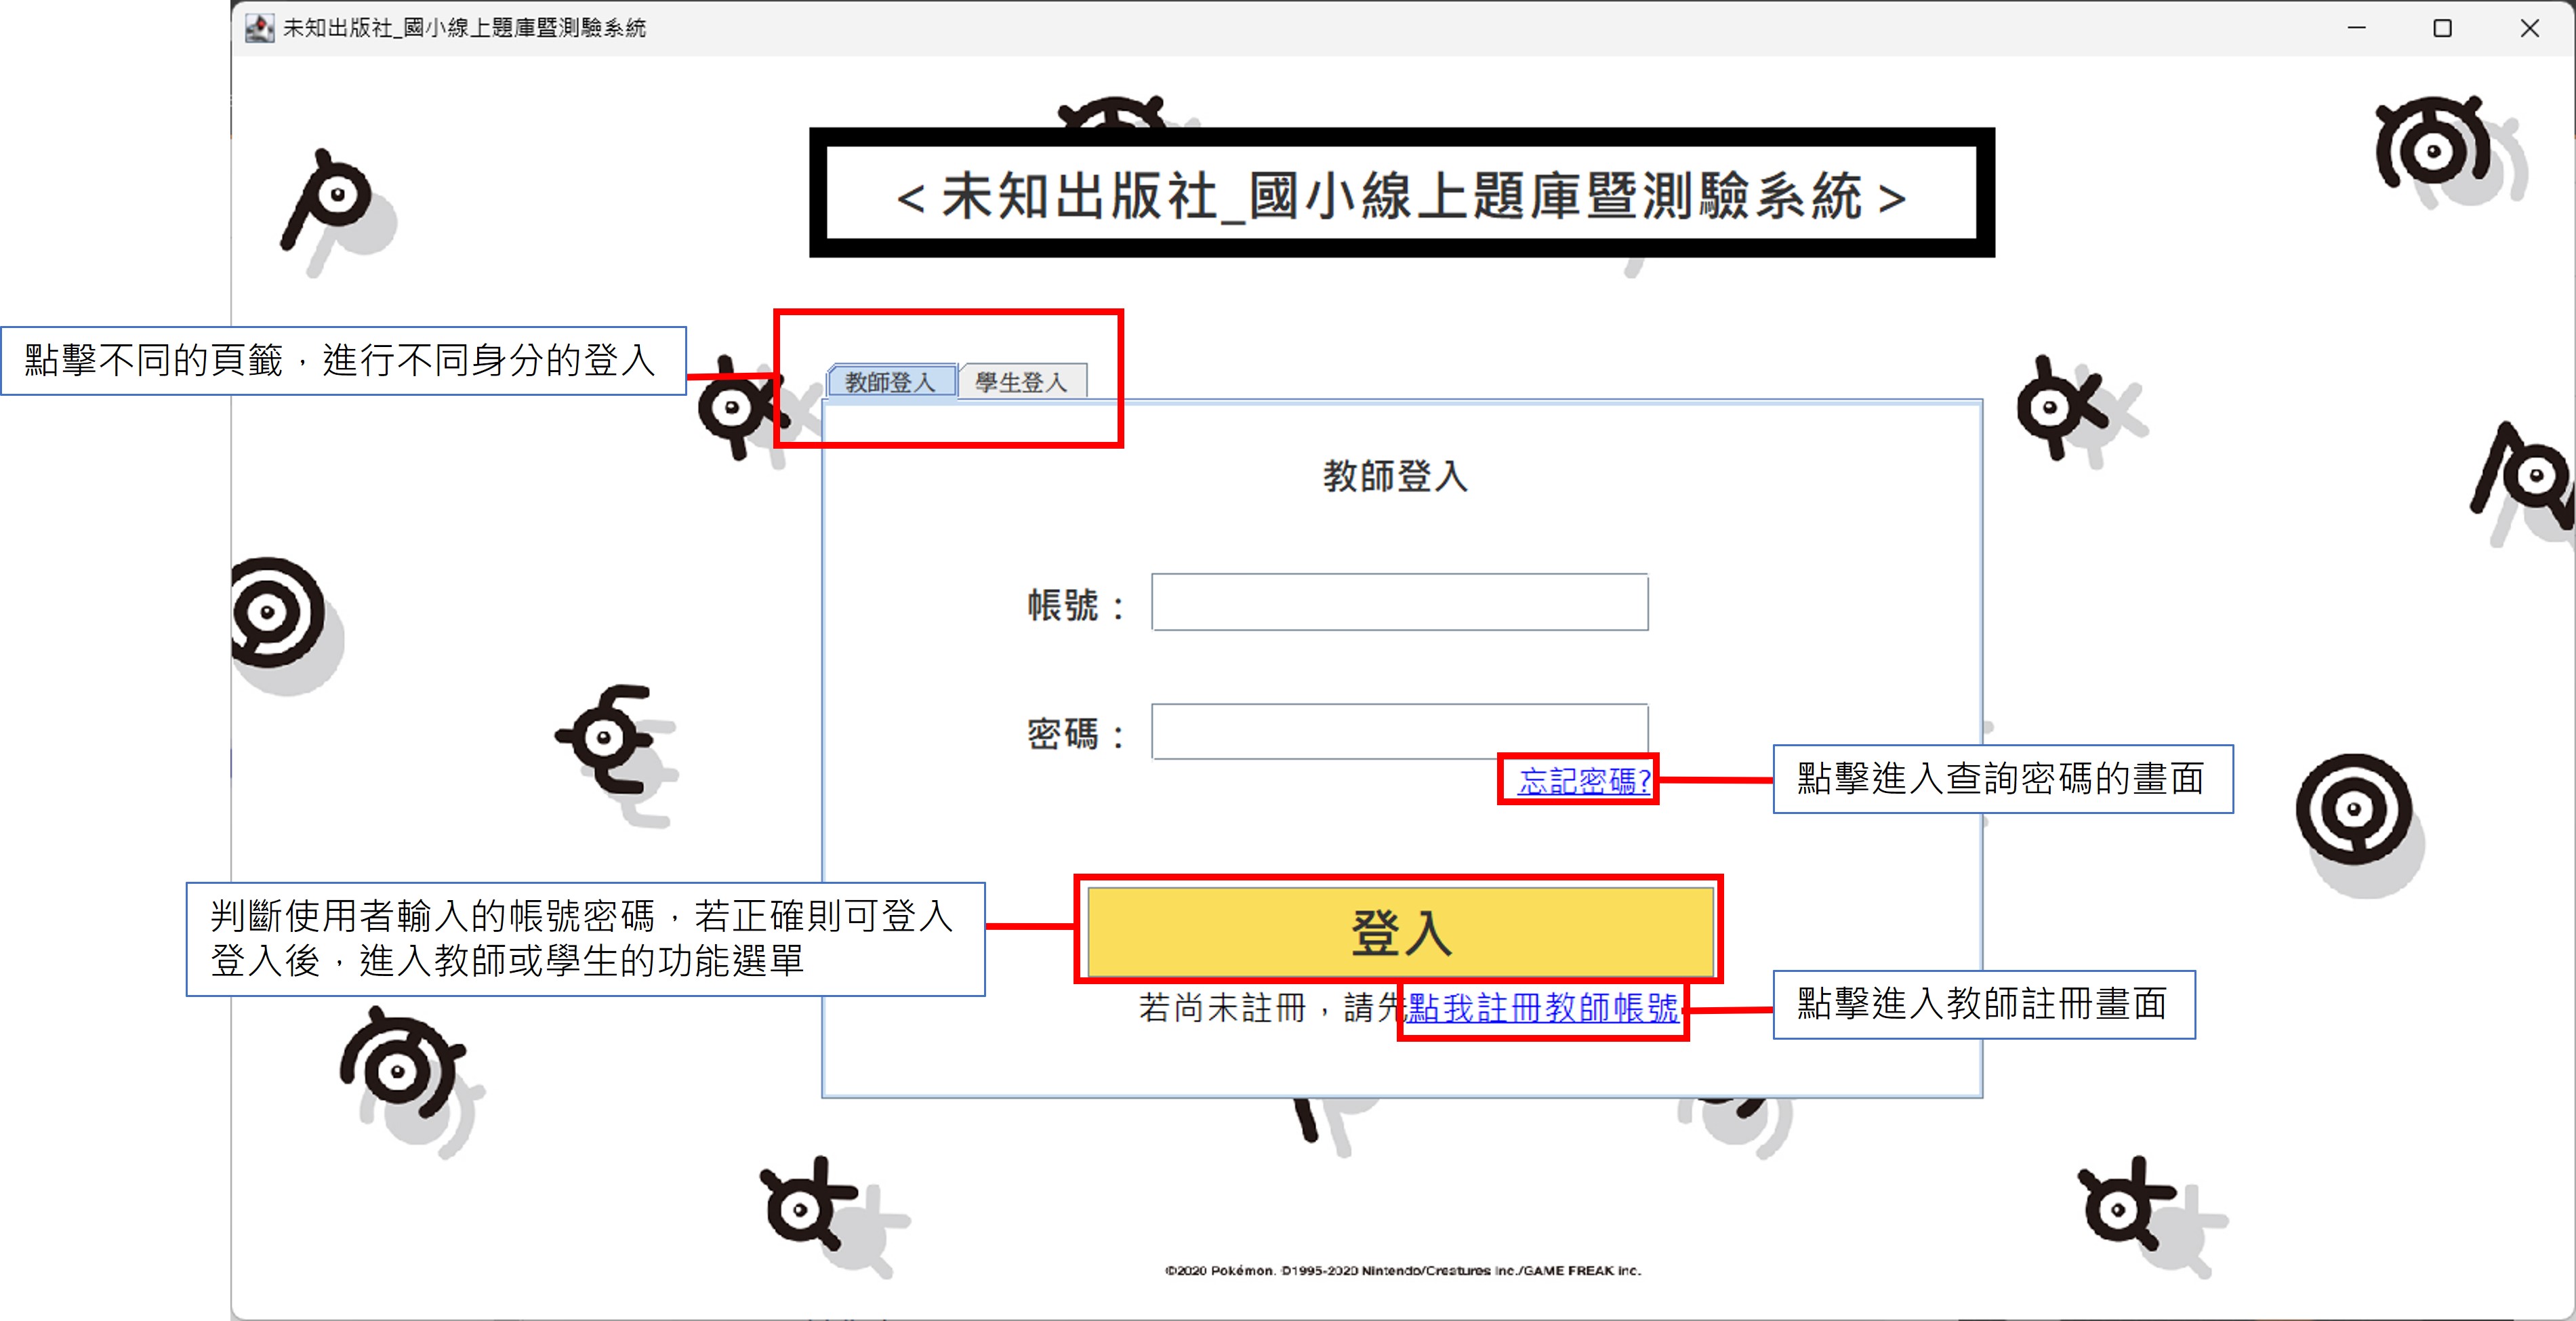 未知出版社_國小線上題庫暨測驗系統
<未知出版社_國小線上題庫暨測驗系統>
點擊不同的頁籤，進行不同身分的登入
教師登入
學生登入
教師登入
帳號：
密碼：
忘記密碼?
點擊進入查詢密碼的畫面
判斷使用者輸入的帳號密碼，若正確則可登入
登入後，進入教師或學生的功能選單
登入
若尚未註冊，請先點我註冊教師帳號
點擊進入教師註冊畫面
©2020 Pokémon. ©1995-2020 Nintendo/Creatures Inc./GAME FREAK inc.